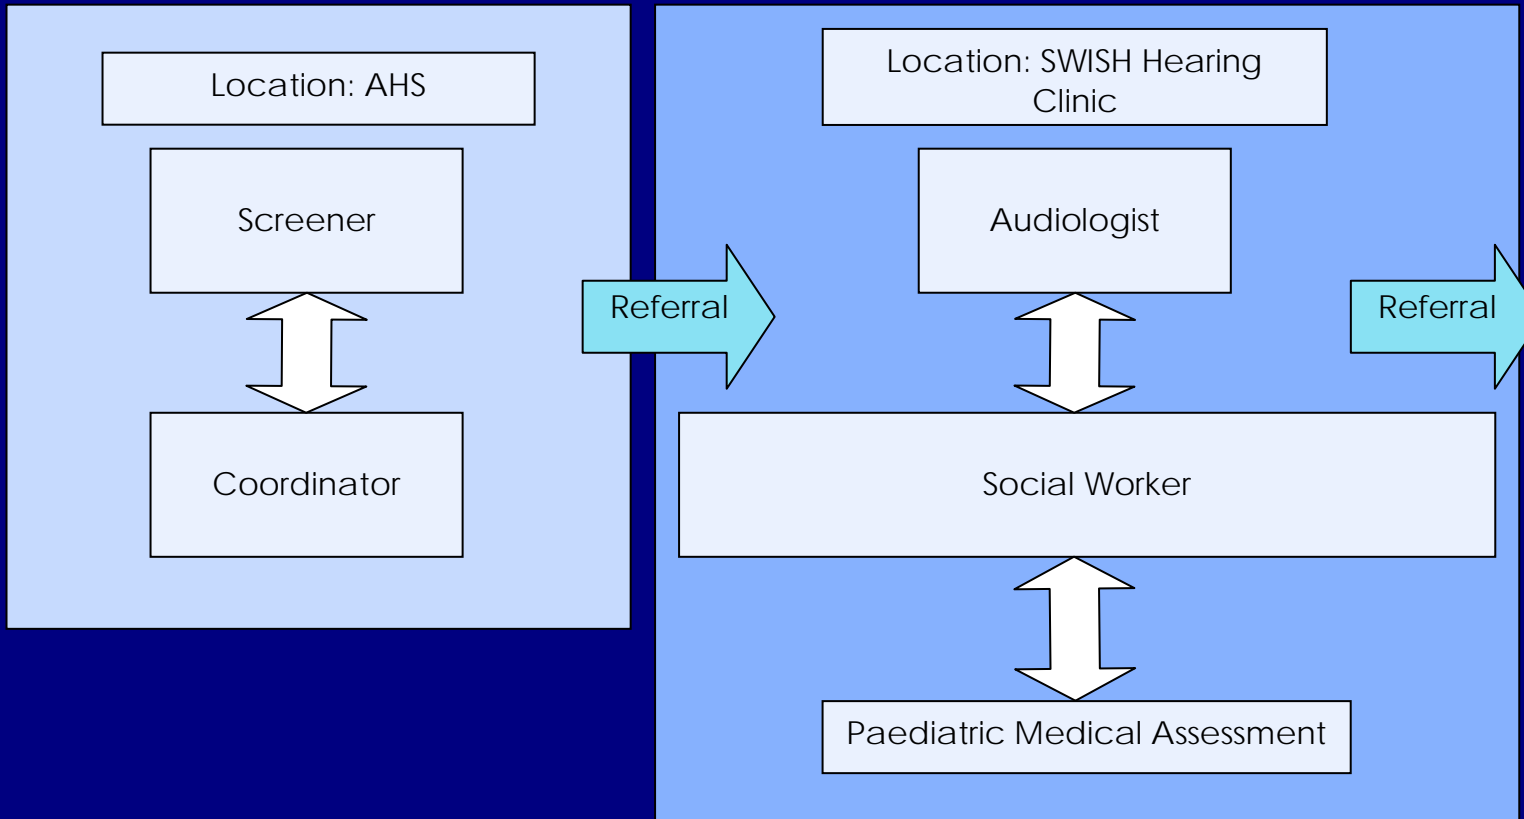 Location: AHS
Screener
Coordinator
Referral
Location: SWISH Hearing
Clinic
Audiologist
Social Worker
Paediatric Medical Assessment
Referral